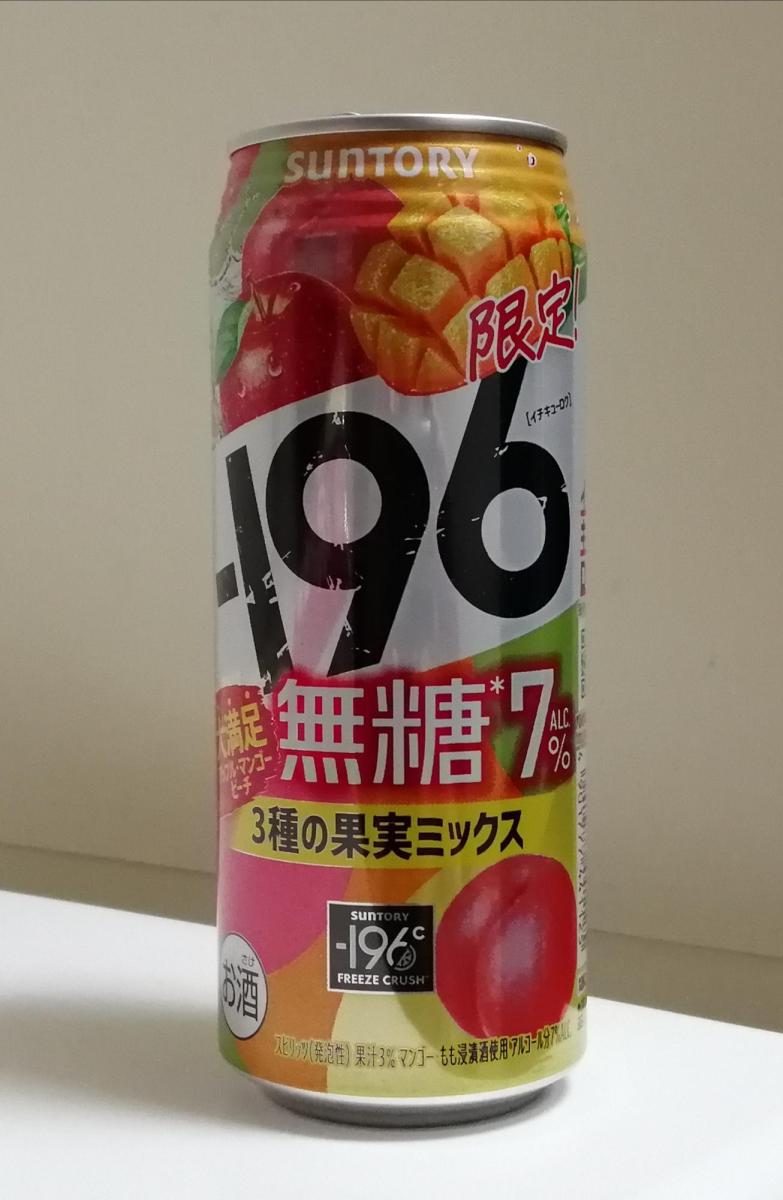 SUNTORY
限定!
-196
[イチキューロク]
大満足
アップル・マンゴー
ピーチ
無糖*7
ALC.
%
3種の果実ミックス
SUNTORY
-196℃
FREEZE CRUSH
さけ
お酒
スピリッツ(発泡性) 果汁3% マンゴー・もも浸漬酒使用・アルコール分7%
ALC.